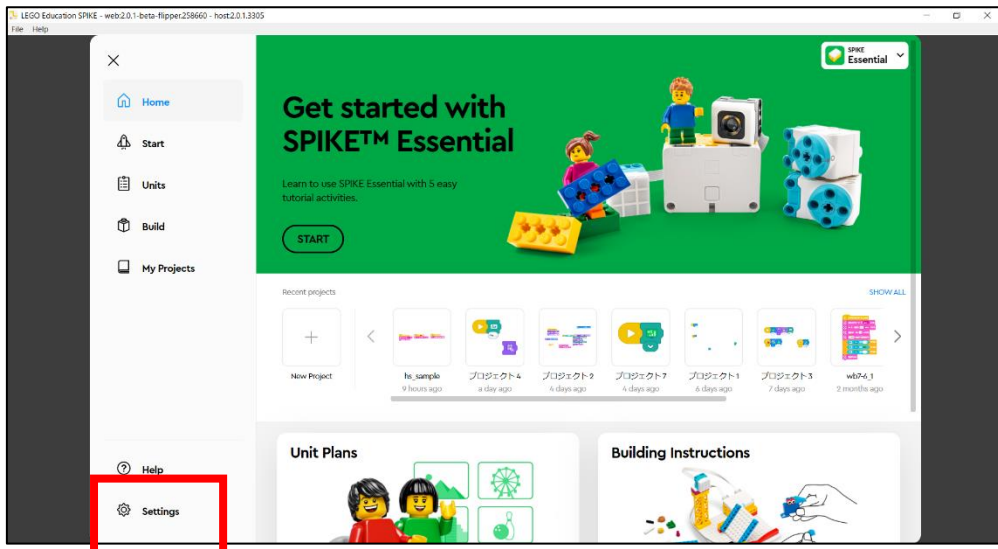 LEGO Education SPIKE - web:2.0.1-beta-flipper.258660 - host:2.0.1.3305
File Help
Home
Start
Units
Build
My Projects
Help
Settings
SPIKE
Essential
Get started with
SPIKE™ Essential
Learn to use SPIKE Essential with 5 easy
tutorial activities.
START
Recent projects
SHOW ALL
New Project
hs_sample
プロジェクト4
プロジェクト2
プロジェクト7
プロジェクト1
プロジェクト3
wb7-6_1
9 hours ago
a day ago
4 days ago
4 days ago
6 days ago
7 days ago
2 months ago
Unit Plans
Building Instructions